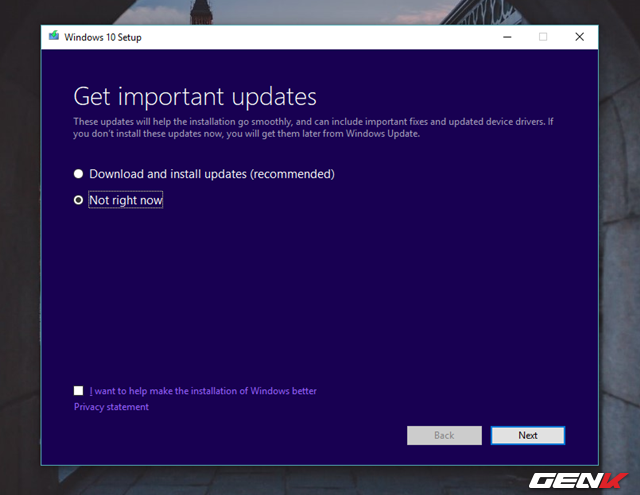 Windows 10 Setup
Get important updates
These updates will help the installation go smoothly, and can include important fixes and updated device drivers. If
you don't install these updates now, you will get them later from Windows Update.
Download and install updates (recommended)
Not right now
I want to help make the installation of Windows better
Privacy statement
Back
Next
GENK